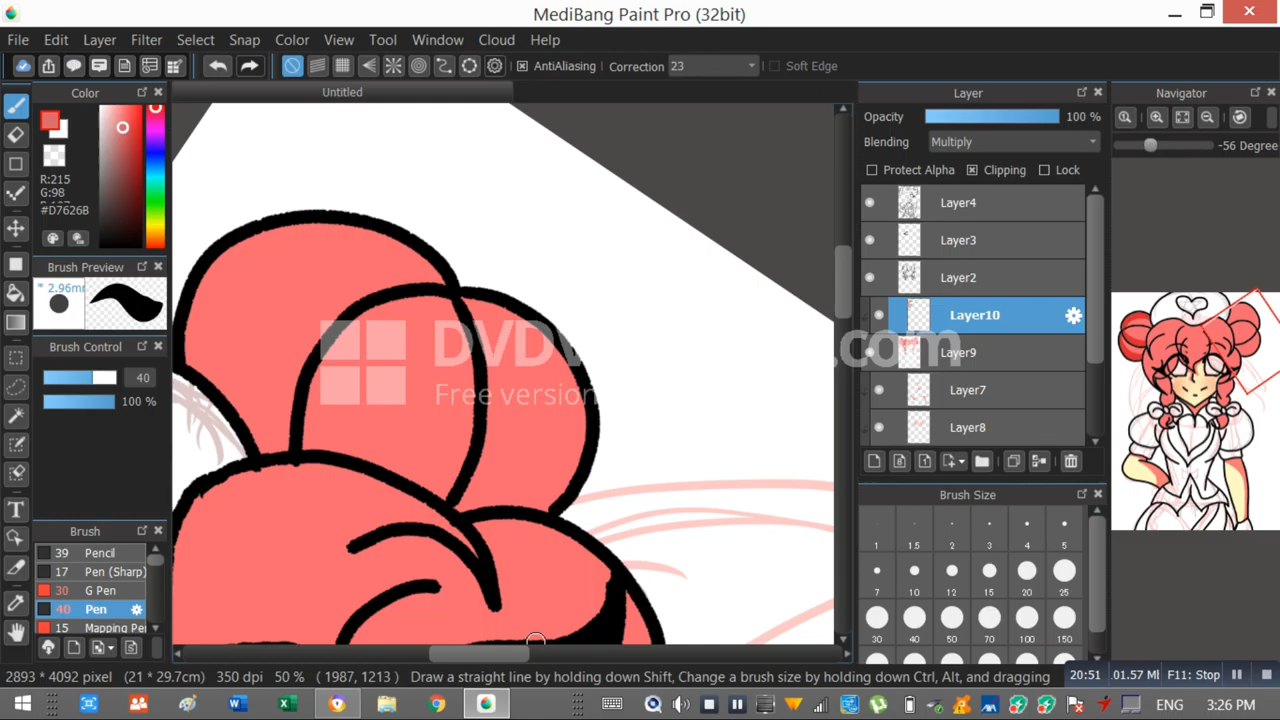 MediBang Paint Pro (32bit)
File Edit Layer Filter Select Snap Color View Tool Window Cloud Help
AntiAliasing Correction 23 Soft Edge
Color
Untitled
Layer
Navigator
Opacity 100 %
Blending Multiply
-56 Degree
Protect Alpha Clipping Lock
R:215
G:98
#D7626B
Layer4
Layer3
Layer2
Layer10
Layer9
Layer7
Layer8
Brush Preview
* 2.96mm
Brush Control
40
100 %
Free version
Brush
39 Pencil
17 Pen (Sharp)
30 G Pen
40 Pen
15 Mapping Pen
Brush Size
1 1.5 2 3 4 5
7 10 12 15 20 25
30 40 50 70 100 150
2893 * 4092 pixel (21 * 29.7cm) 350 dpi 50 % (1987, 1213) Draw a straight line by holding down Shift, Change a brush size by holding down Ctrl, Alt, and dragging
20:51 01.57 MI F11: Stop
3:26 PM